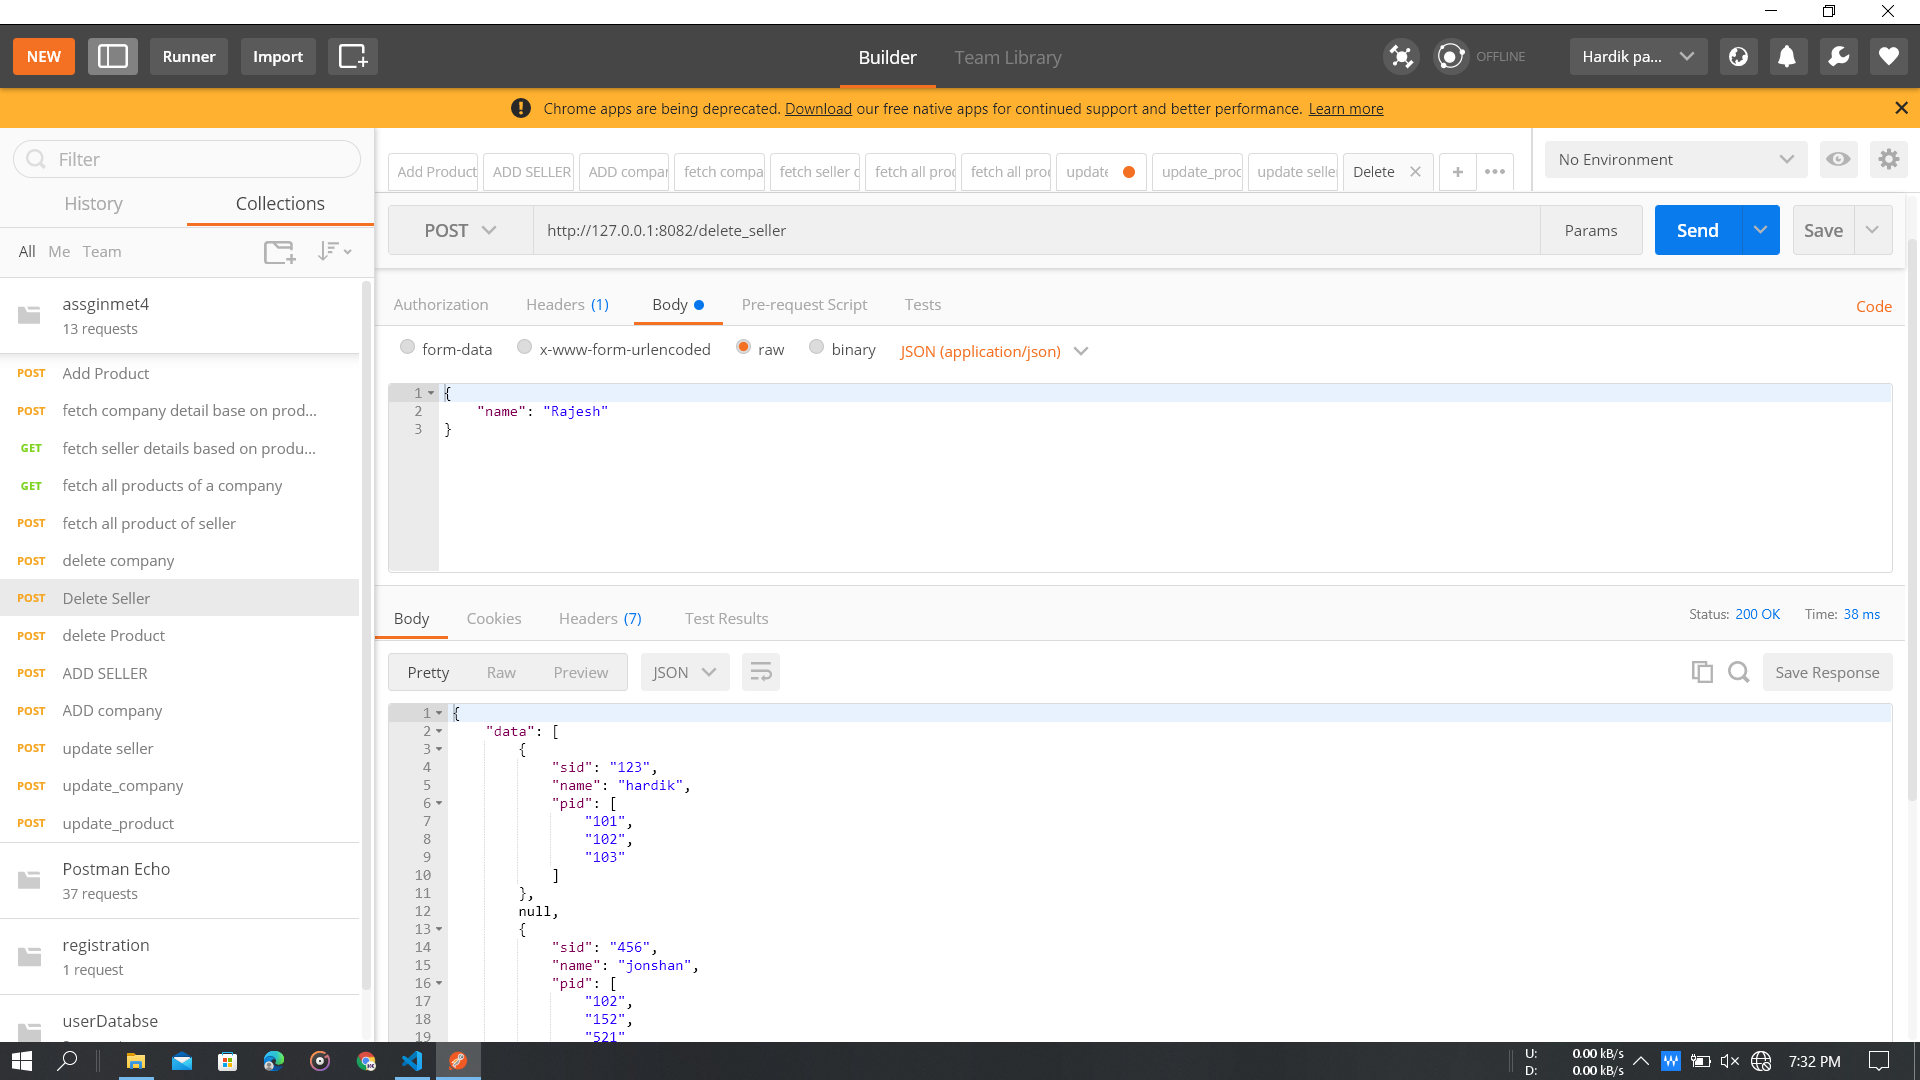 NEW
Runner
Import
Builder
Team Library
OFFLINE
Hardik pa...
Chrome apps are being deprecated. Download our free native apps for continued support and better performance. Learn more
Filter
History
Collections
All Me Team
assginmet4
13 requests
POST Add Product
POST fetch company detail base on prod...
GET fetch seller details based on produ...
GET fetch all products of a company
POST fetch all product of seller
POST delete company
POST Delete Seller
POST delete Product
POST ADD SELLER
POST ADD company
POST update seller
POST update_company
POST update_product
Postman Echo
37 requests
registration
1 request
userDatabse
Add Product
ADD SELLER
ADD compar
fetch compa
fetch seller d
fetch all prod
fetch all prod
update
update_prod
update seller
Delete
+
•••
No Environment
POST
http://127.0.0.1:8082/delete_seller
Params
Send
Save
Authorization
Headers (1)
Body
Pre-request Script
Tests
Code
form-data
x-www-form-urlencoded
raw
binary
JSON (application/json)
1 {
2 "name": "Rajesh"
3 }
Body
Cookies
Headers (7)
Test Results
Status: 200 OK
Time: 38 ms
Pretty
Raw
Preview
JSON
Save Response
1 {
2 "data": [
3 {
4 "sid": "123",
5 "name": "hardik",
6 "pid": [
7 "101",
8 "102",
9 "103"
10 ]
11 },
12 null,
13 {
14 "sid": "456",
15 "name": "jonshan",
16 "pid": [
17 "102",
18 "152",
19 "521"
U: 0.00 kB/s
D: 0.00 kB/s
7:32 PM